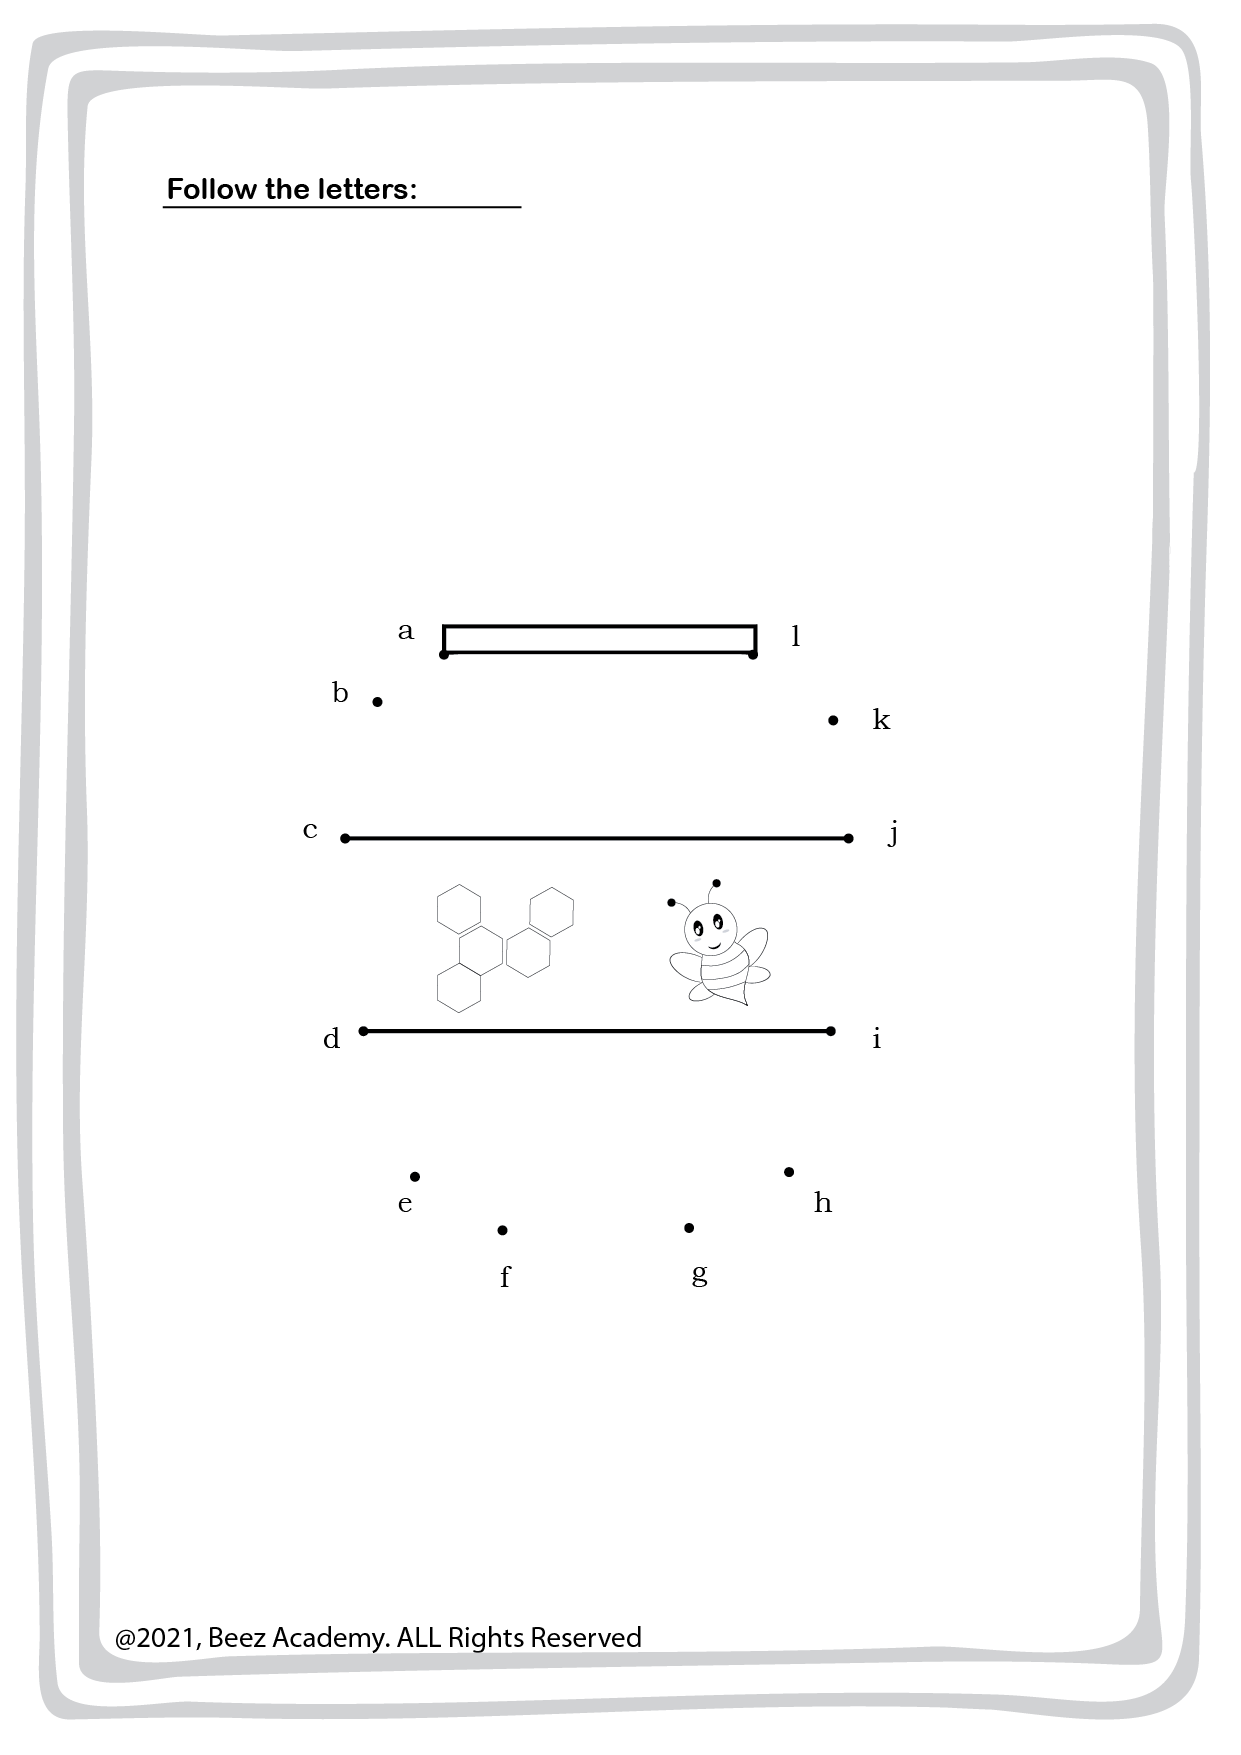 Follow the letters:
a
l
b
k
c
j
d
i
e
h
f
g
@2021, Beez Academy. ALL Rights Reserved